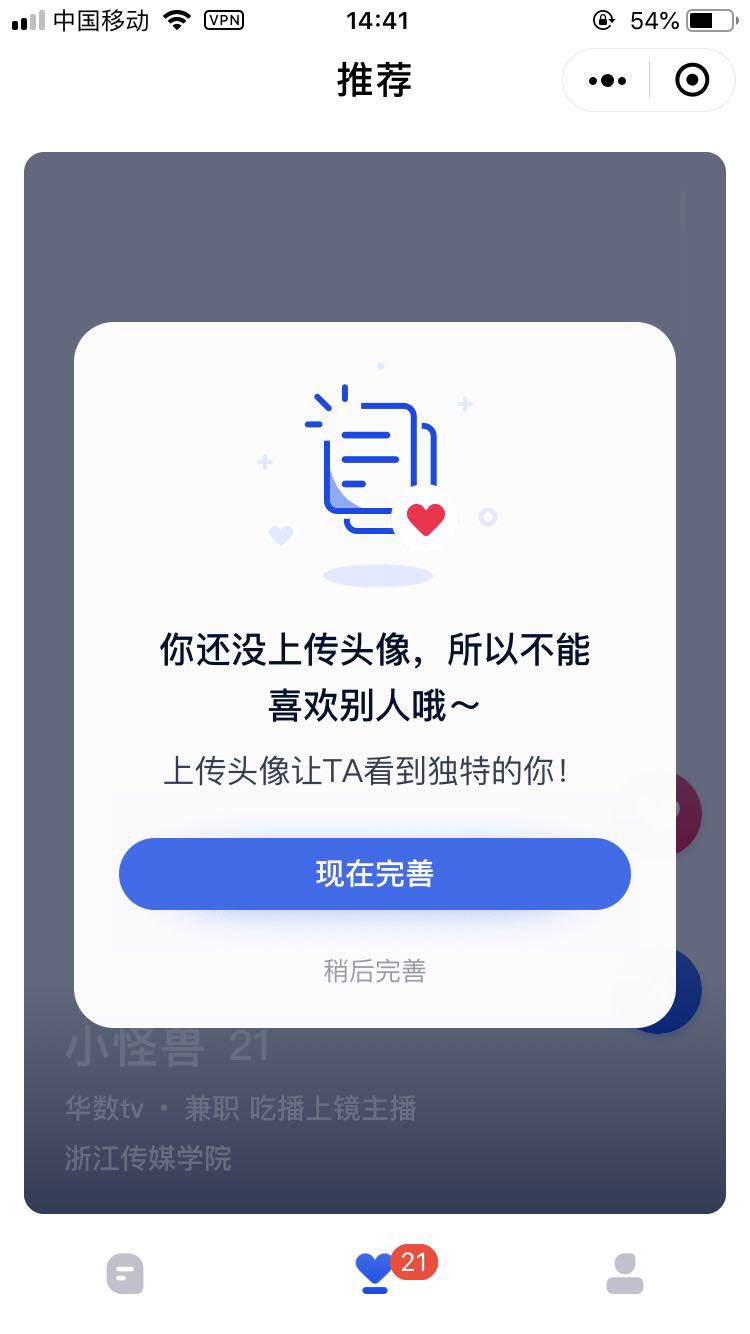 中国移动 VPN 14:41 54%
推荐
你还没上传头像，所以不能
喜欢别人哦～
上传头像让TA看到独特的你！
现在完善
稍后完善
小怪兽 21
华数tv · 兼职 吃播上镜主播
浙江传媒学院
21